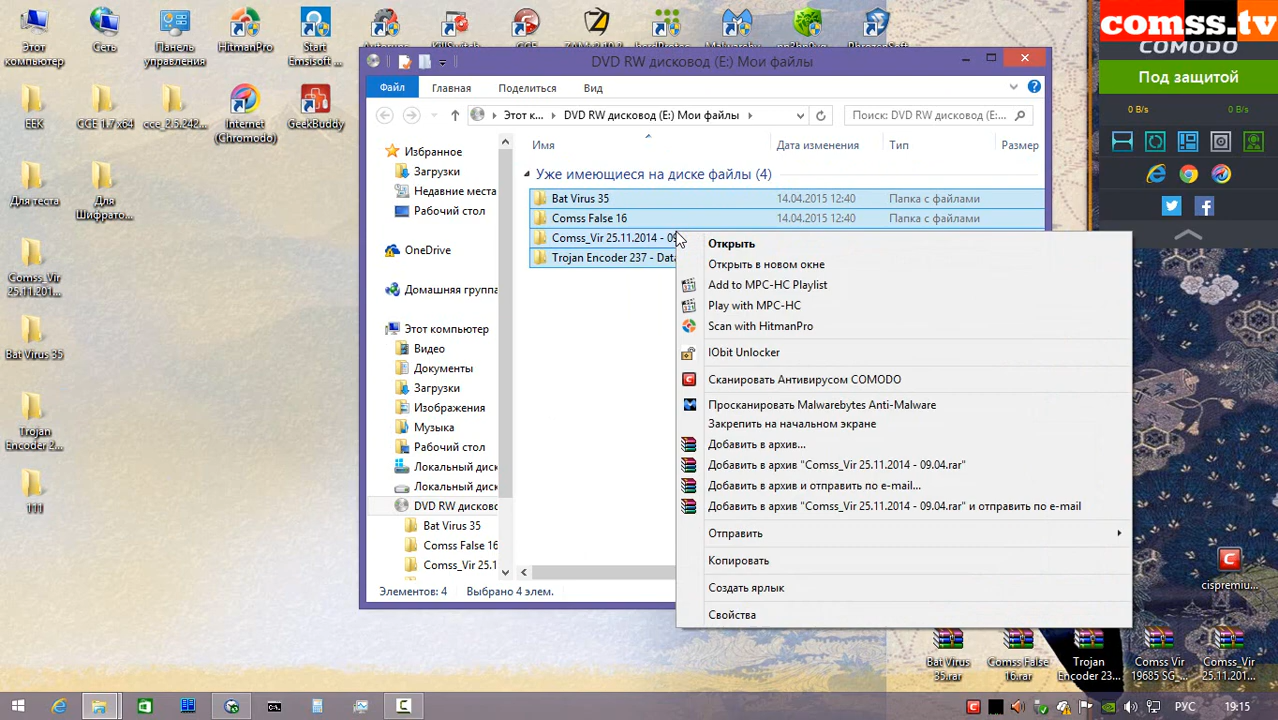 Этот компьютер
Сеть
Панель управления
HitmanPro
Start Emsisoft ...
KillSwitch
CCE
comss.tv
COMODO
Под защитой
0 B/s
0 B/s
DVD RW дисковод (E:) Мои файлы
Файл
Главная
Поделиться
Вид
Этот к...
DVD RW дисковод (E:) Мои файлы
Поиск: DVD RW дисковод (E:) ...
Имя
Дата изменения
Тип
Размер
Уже имеющиеся на диске файлы (4)
Bat Virus 35
14.04.2015 12:40
Папка с файлами
Comss False 16
14.04.2015 12:40
Папка с файлами
Comss_Vir 25.11.2014 - 09
Trojan Encoder 237 - Data
Избранное
Загрузки
Недавние места
Рабочий стол
OneDrive
Домашняя группа
Этот компьютер
Видео
Документы
Загрузки
Изображения
Музыка
Рабочий стол
Локальный диск
Локальный диск
DVD RW дисково
Bat Virus 35
Comss False 16
Comss_Vir 25.1
Элементов: 4
Выбрано 4 элем.
Открыть
Открыть в новом окне
Add to MPC-HC Playlist
Play with MPC-HC
Scan with HitmanPro
IObit Unlocker
Сканировать Антивирусом COMODO
Просканировать Malwarebytes Anti-Malware
Закрепить на начальном экране
Добавить в архив...
Добавить в архив "Comss_Vir 25.11.2014 - 09.04.rar"
Добавить в архив и отправить по e-mail...
Добавить в архив "Comss_Vir 25.11.2014 - 09.04.rar" и отправить по e-mail
Отправить
Копировать
Создать ярлык
Свойства
EEK
CCE 1.7 x64
cce_2.5.242...
Internet (Chromodo)
GeekBuddy
Для теста
Для Шифрато...
Comss_Vir 25.11.201...
Bat Virus 35
Trojan Encoder 2...
111
cispremiu...
Bat Virus 35.rar
Comss False 16.rar
Trojan Encoder 23...
Comss Vir 19685 SG_...
Comss_Vir 25.11.201...
РУС
19:15